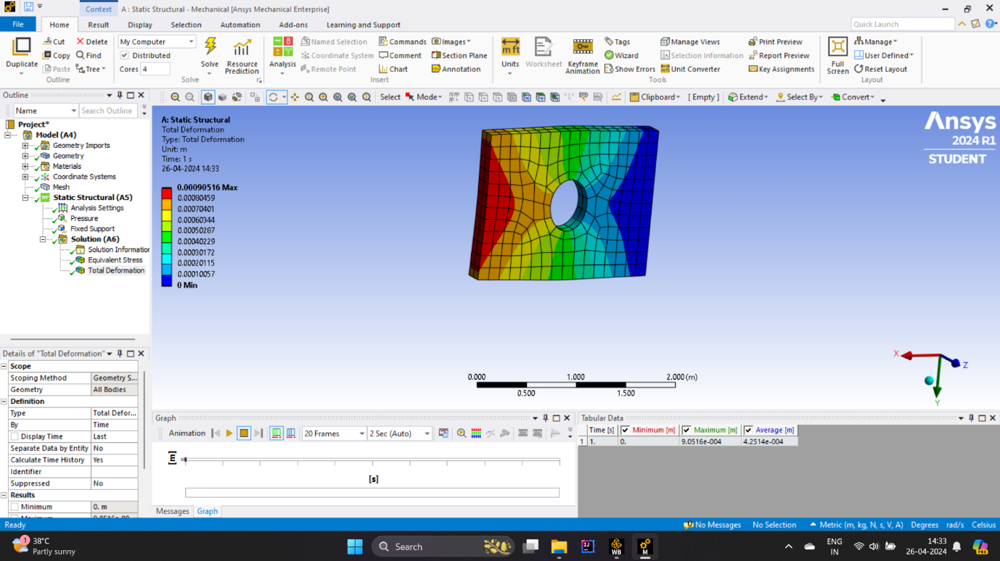 Context
A : Static Structural - Mechanical [Ansys Mechanical Enterprise]
File Home Result Display Selection Automation Add-ons Learning and Support
Quick Launch
Duplicate
Cut
Copy
Paste
Delete
Find
Tree
Outline
My Computer
Distributed
Cores 4
Solve
Resource Prediction
Solve
Analysis
Named Selection
Coordinate System
Remote Point
Commands
Comment
Chart
Images
Section Plane
Annotation
Insert
Units
Worksheet
Keyframe Animation
Tags
Wizard
Show Errors
Manage Views
Selection Information
Unit Converter
Print Preview
Report Preview
Key Assignments
Tools
Full Screen
Manage
User Defined
Reset Layout
Layout
Outline
Name
Search Outline
Select Mode Clipboard [ Empty ] Extend Select By Convert
Project*
Model (A4)
Geometry Imports
Geometry
Materials
Coordinate Systems
Mesh
Static Structural (A5)
Analysis Settings
Pressure
Fixed Support
Solution (A6)
Solution Information
Equivalent Stress
Total Deformation
A: Static Structural
Total Deformation
Type: Total Deformation
Unit: m
Time: 1 s
26-04-2024 14:33
0.00090516 Max
0.00080459
0.00070401
0.00060344
0.00050287
0.00040229
0.00030172
0.00020115
0.00010057
0 Min
Ansys
2024 R1
STUDENT
0.000 1.000 2.000 (m)
0.500 1.500
X
Z
Y
Details of "Total Deformation"
Scope
Scoping Method Geometry S...
Geometry All Bodies
Definition
Type Total Defor...
By Time
Display Time Last
Separate Data by Entity No
Calculate Time History Yes
Identifier
Suppressed No
Results
Minimum 0. m
Graph
Animation 20 Frames 2 Sec (Auto)
[m]
[s]
Messages Graph
Tabular Data
Time [s] Minimum [m] Maximum [m] Average [m]
1 1. 0. 9.0516e-004 4.2514e-004
Ready
No Messages No Selection Metric (m, kg, N, s, V, A) Degrees rad/s Celsius
1
38°C
Partly sunny
Search
WB
M
ENG
IN
14:33
26-04-2024
PRE